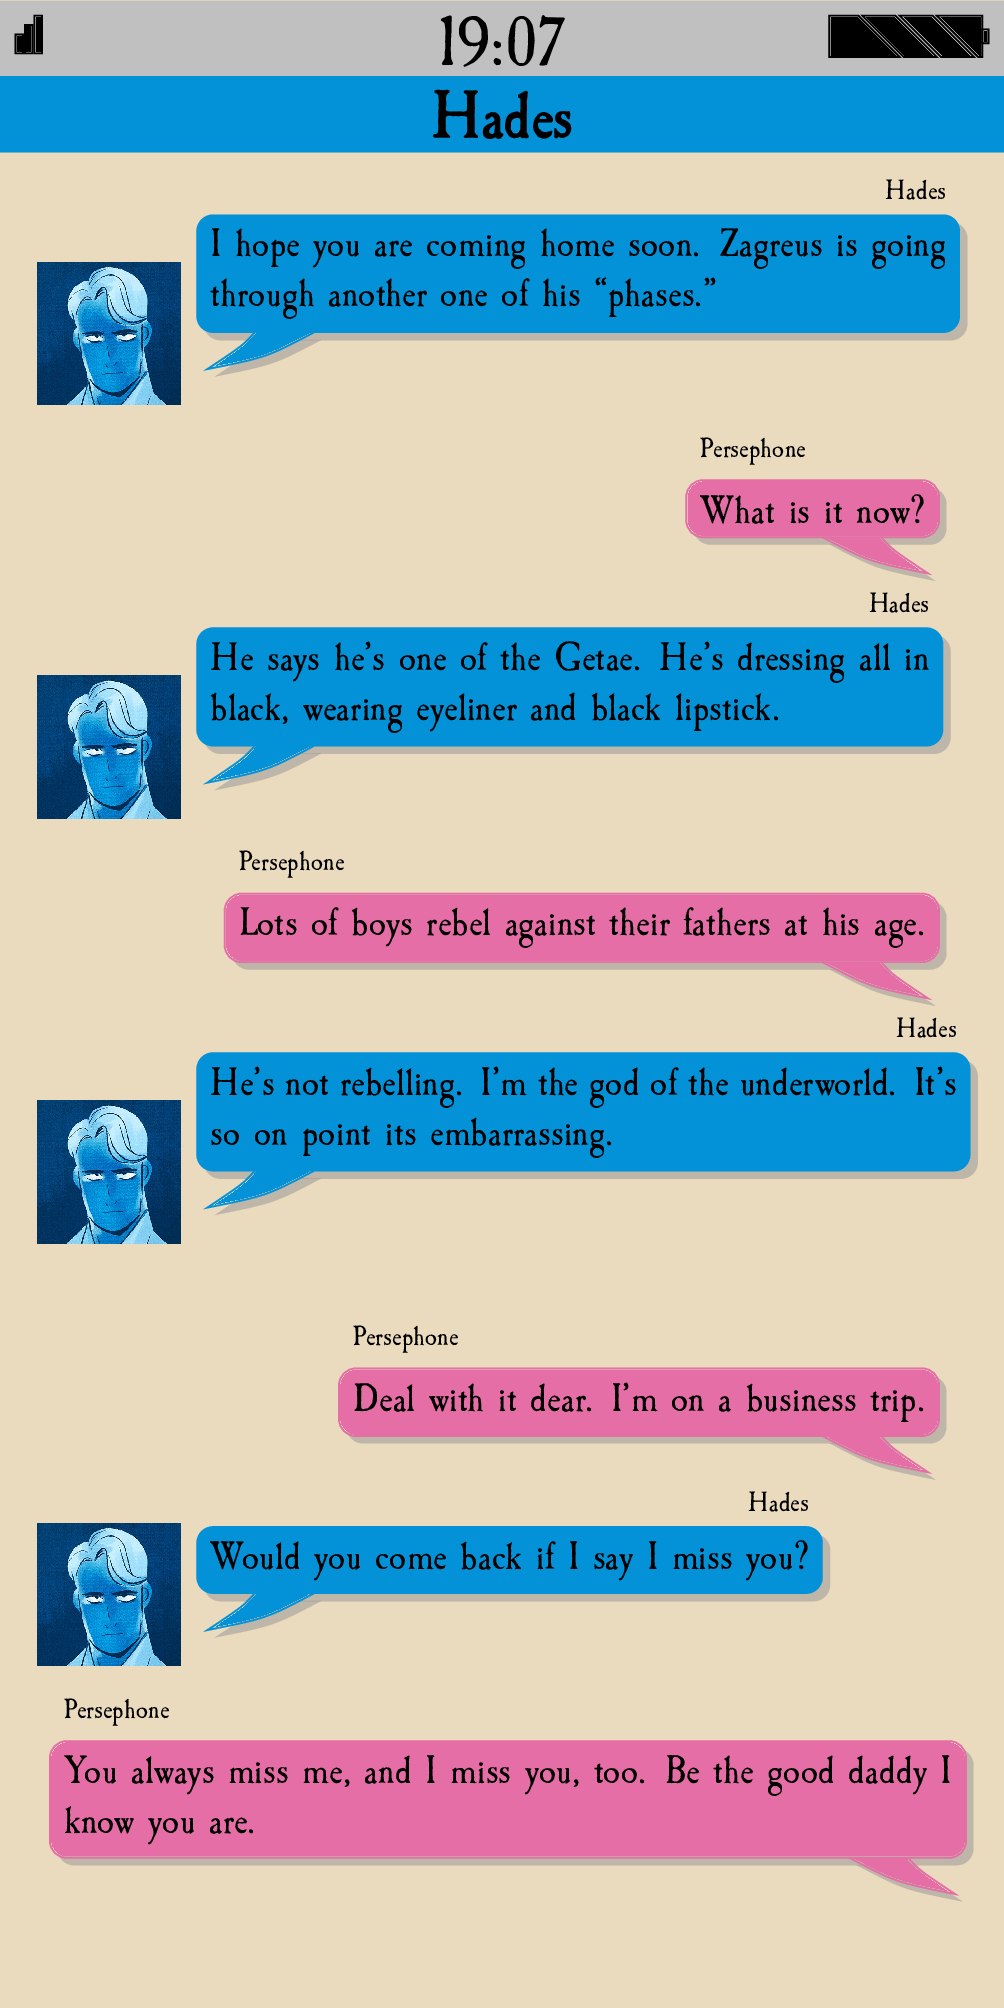 19:07
Hades
Hades
I hope you are coming home soon. Zagreus is going
through another one of his “phases.”
Persephone
What is it now?
Hades
He says he’s one of the Getae. He’s dressing all in
black, wearing eyeliner and black lipstick.
Persephone
Lots of boys rebel against their fathers at his age.
Hades
He’s not rebelling. I’m the god of the underworld. It’s
so on point its embarrassing.
Persephone
Deal with it dear. I’m on a business trip.
Hades
Would you come back if I say I miss you?
Persephone
You always miss me, and I miss you, too. Be the good daddy I
know you are.